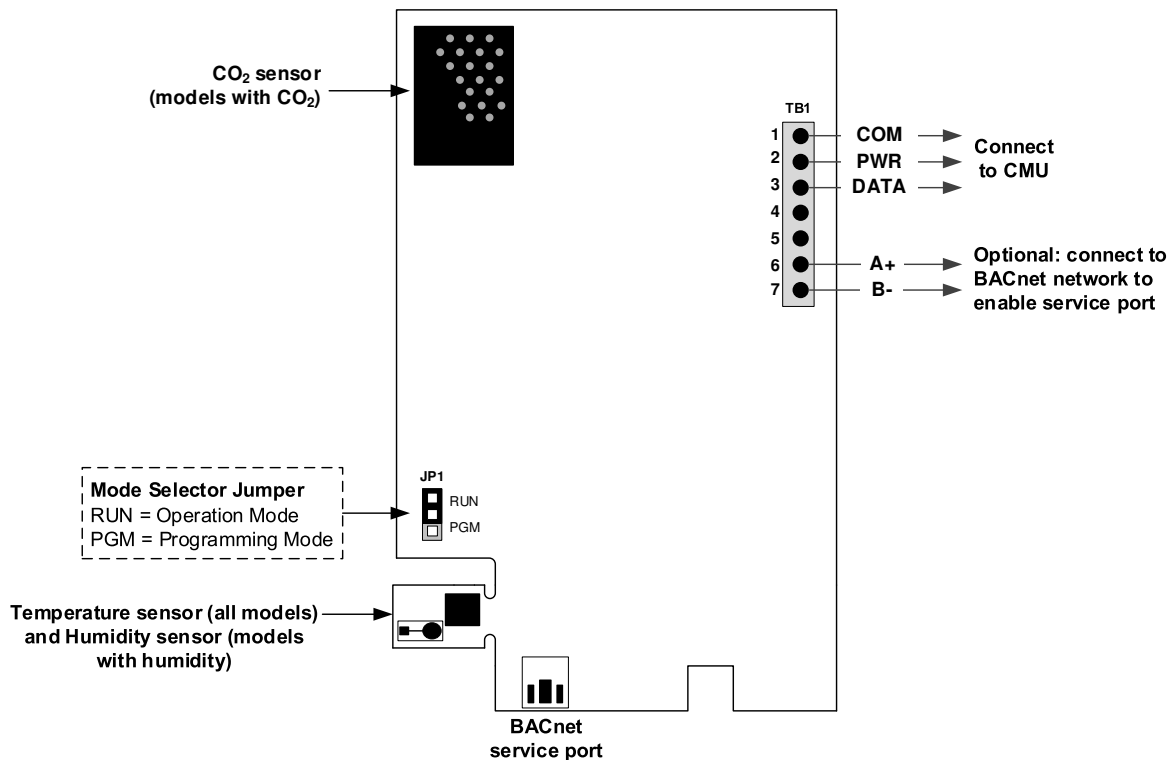 CO₂ sensor
(models with CO₂)
TB1
1 COM
2 PWR
3 DATA
4
5
6 A+
7 B-
Connect
to CMU
Optional: connect to
BACnet network to
enable service port
JP1
RUN
PGM
Mode Selector Jumper
RUN = Operation Mode
PGM = Programming Mode
Temperature sensor (all models)
and Humidity sensor (models
with humidity)
BACnet
service port